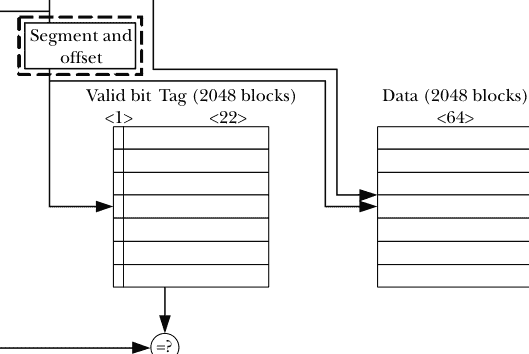 Segment and
offset
Valid bit Tag (2048 blocks)
<1> <22>
Data (2048 blocks)
<64>
=?